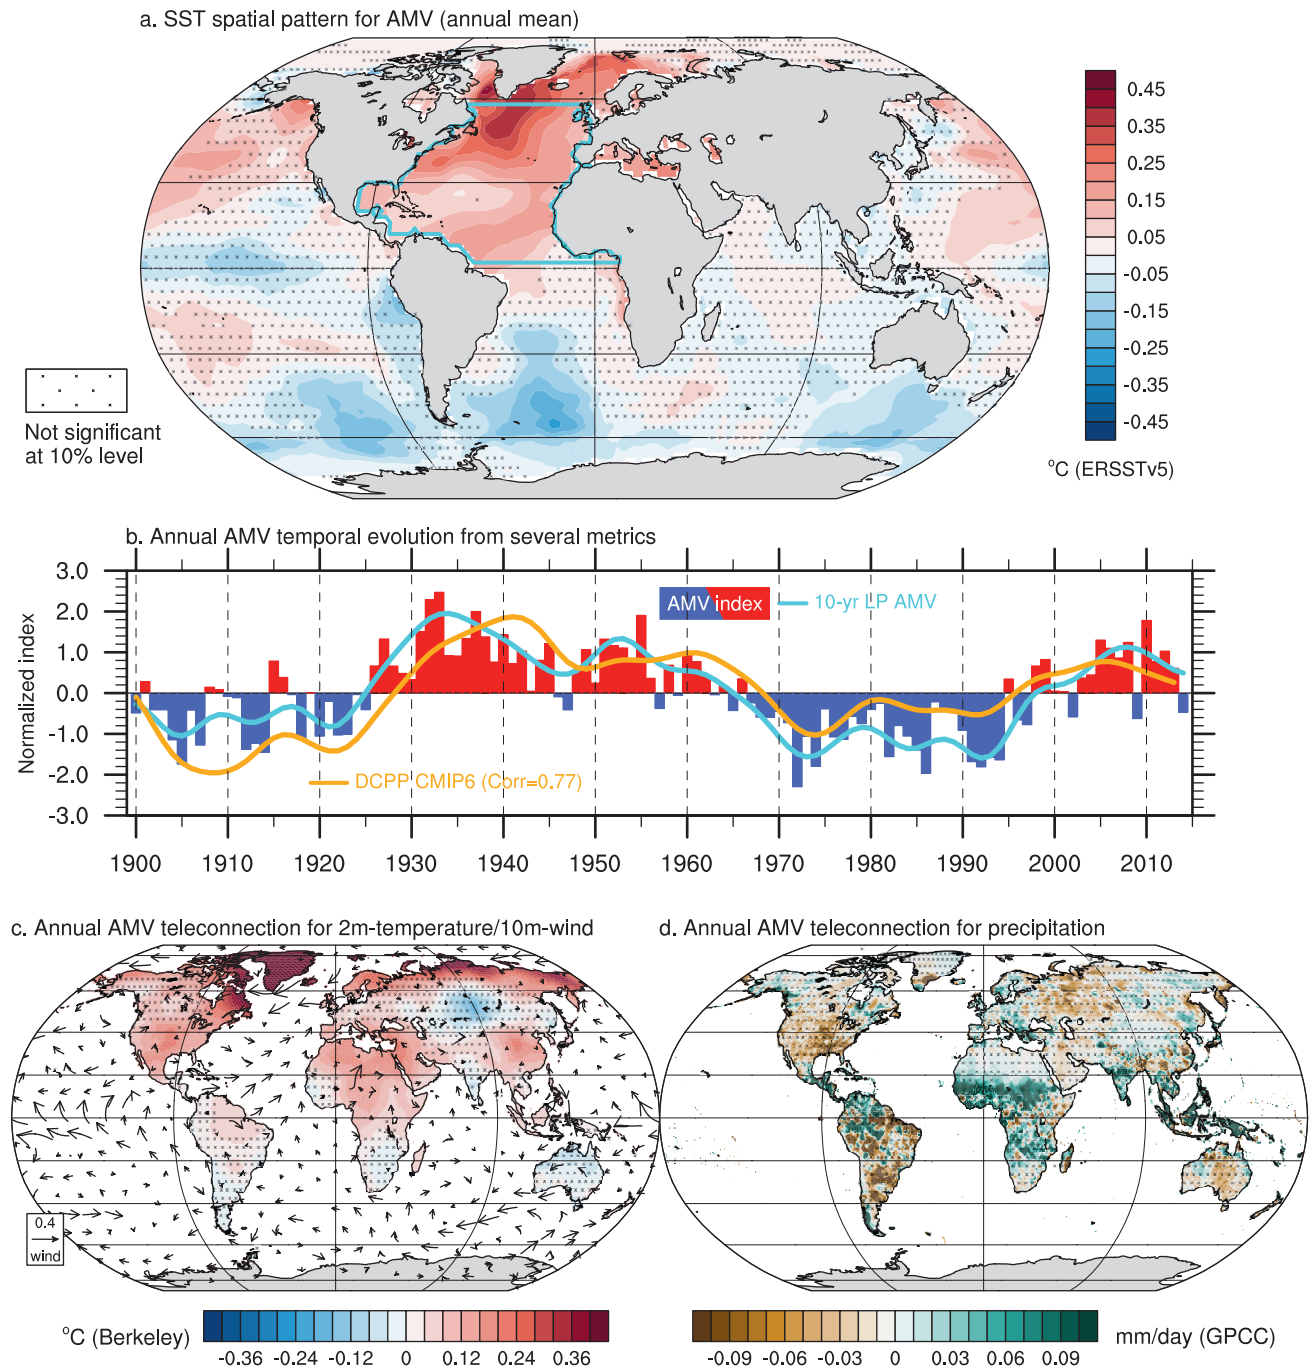 a. SST spatial pattern for AMV (annual mean)
0.45
0.35
0.25
0.15
0.05
-0.05
-0.15
-0.25
-0.35
-0.45
°C (ERSSTv5)
Not significant
at 10% level
b. Annual AMV temporal evolution from several metrics
Normalized index
3.0
2.0
1.0
0.0
-1.0
-2.0
-3.0
AMV index
10-yr LP AMV
DCPP CMIP6 (Corr=0.77)
1900 1910 1920 1930 1940 1950 1960 1970 1980 1990 2000 2010
c. Annual AMV teleconnection for 2m-temperature/10m-wind
0.4
wind
°C (Berkeley)
-0.36 -0.24 -0.12 0 0.12 0.24 0.36
d. Annual AMV teleconnection for precipitation
-0.09 -0.06 -0.03 0 0.03 0.06 0.09
mm/day (GPCC)